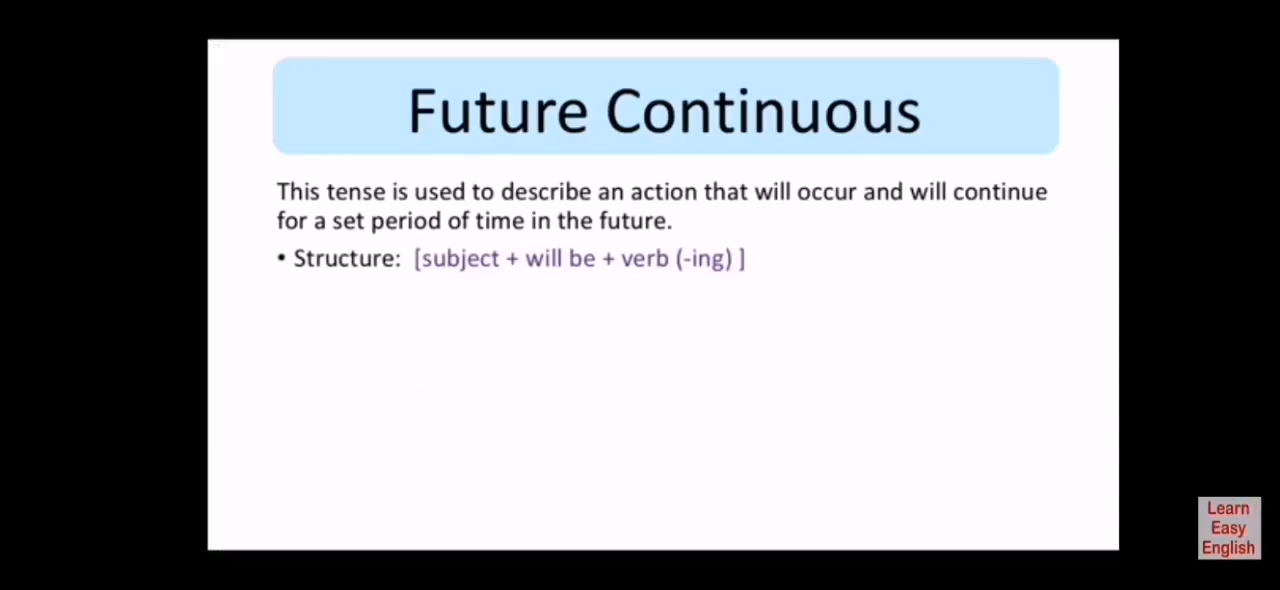 Future Continuous
This tense is used to describe an action that will occur and will continue
for a set period of time in the future.
• Structure: [subject + will be + verb (-ing) ]
Learn
Easy
English